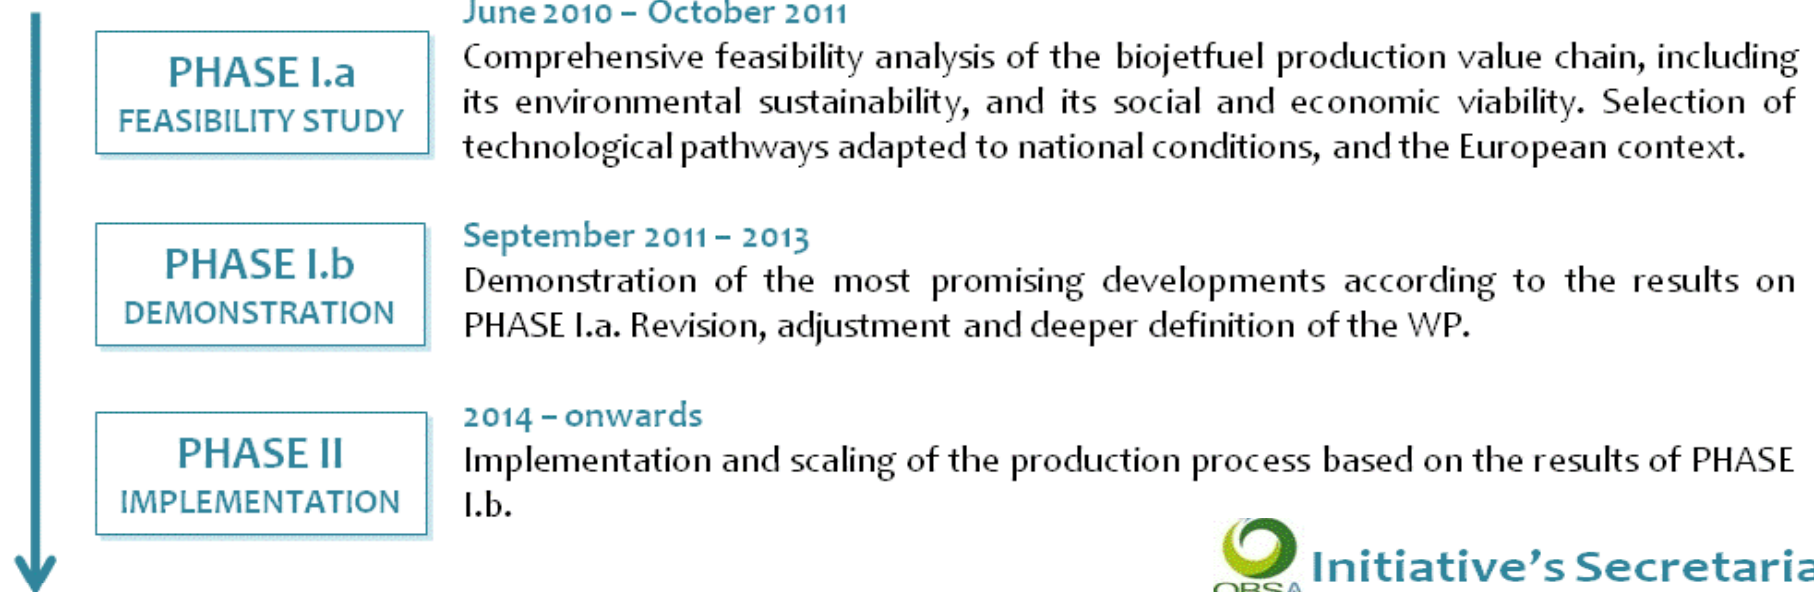 June 2010 – October 2011
PHASE I.a
FEASIBILITY STUDY
Comprehensive feasibility analysis of the biojetfuel production value chain, including
its environmental sustainability, and its social and economic viability. Selection of
technological pathways adapted to national conditions, and the European context.
September 2011 – 2013
PHASE I.b
DEMONSTRATION
Demonstration of the most promising developments according to the results on
PHASE I.a. Revision, adjustment and deeper definition of the WP.
2014 – onwards
PHASE II
IMPLEMENTATION
Implementation and scaling of the production process based on the results of PHASE
I.b.
Initiative's